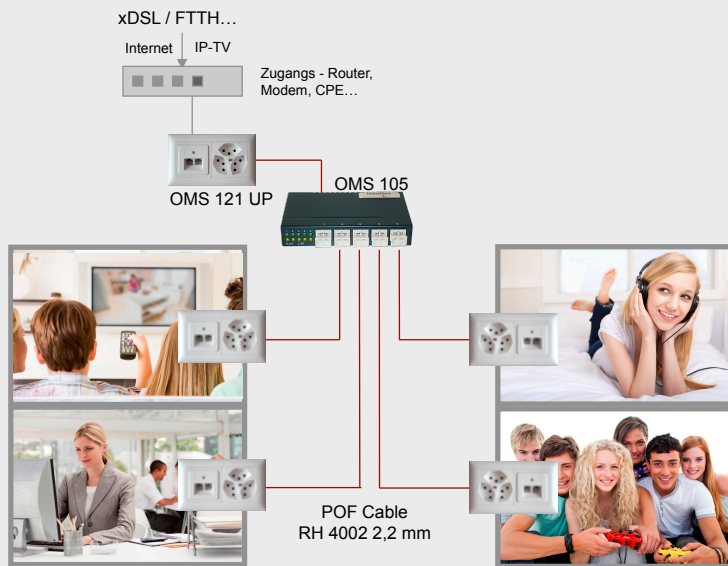 xDSL / FTTH…
Internet
IP-TV
Zugangs - Router,
Modem, CPE…
OMS 121 UP
OMS 105
POF Cable
RH 4002 2,2 mm